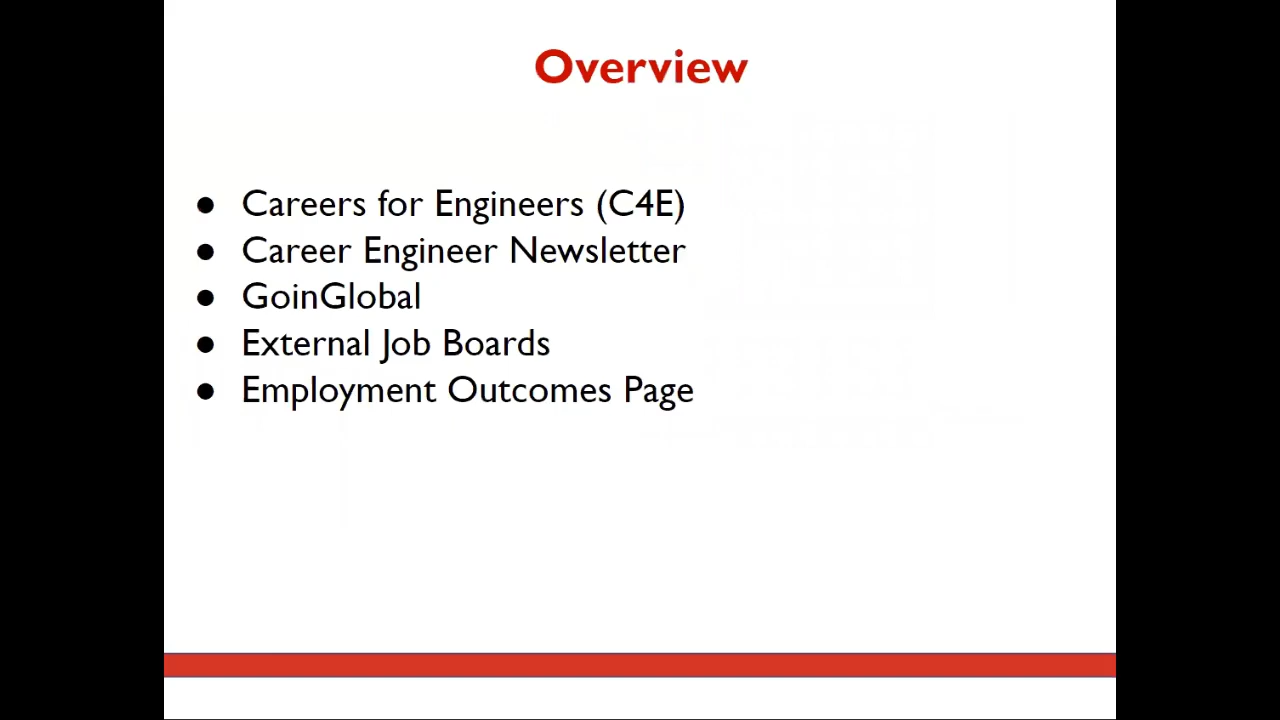 Overview
● Careers for Engineers (C4E)
● Career Engineer Newsletter
● GoinGlobal
● External Job Boards
● Employment Outcomes Page